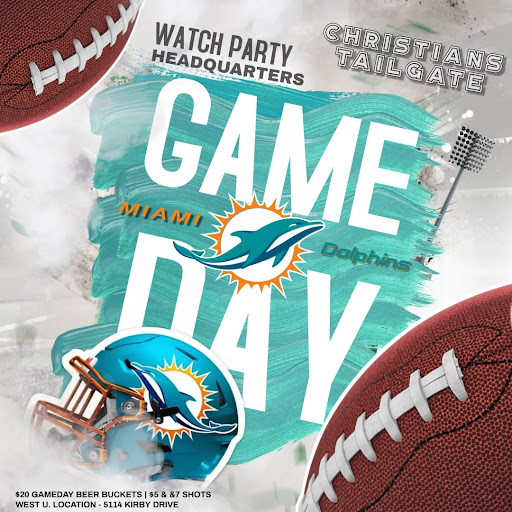 WATCH PARTY
HEADQUARTERS
CHRISTIANS
TAILGATE
GAME
MIAMI
Dolphins
DAY
$20 GAMEDAY BEER BUCKETS | $5 & &7 SHOTS
WEST U. LOCATION - 5114 KIRBY DRIVE